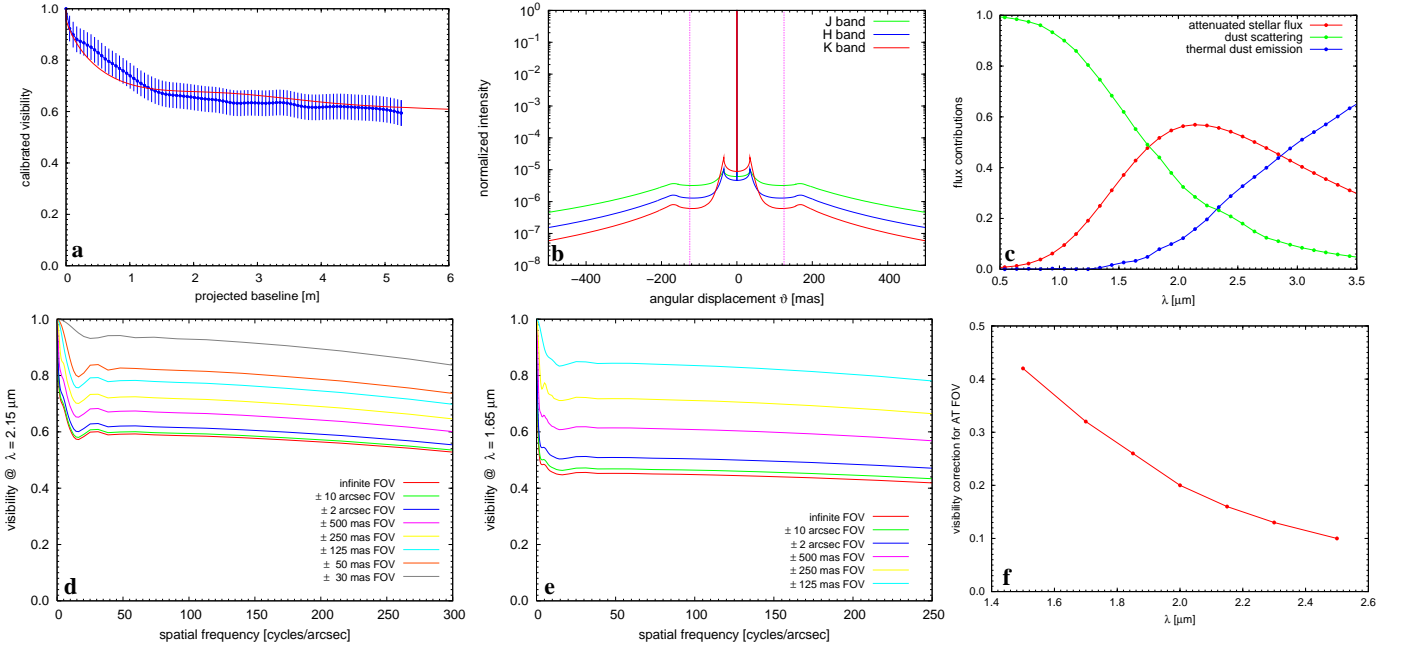 calibrated visibility
1.0
0.8
0.6
0.4
0.2
0.0
a
0 1 2 3 4 5 6
projected baseline [m]
normalized intensity
10^0
10^-1
10^-2
10^-3
10^-4
10^-5
10^-6
10^-7
10^-8
J band
H band
K band
b
−400 −200 0 200 400
angular displacement ϑ [mas]
flux contributions
1.0
0.8
0.6
0.4
0.2
0.0
attenuated stellar flux
dust scattering
thermal dust emission
c
0.5 1.0 1.5 2.0 2.5 3.0 3.5
λ [μm]
visibility @ λ = 2.15 μm
1.0
0.8
0.6
0.4
0.2
0.0
infinite FOV
± 10 arcsec FOV
± 2 arcsec FOV
± 500 mas FOV
± 250 mas FOV
± 125 mas FOV
± 50 mas FOV
± 30 mas FOV
d
0 50 100 150 200 250 300
spatial frequency [cycles/arcsec]
visibility @ λ = 1.65 μm
1.0
0.8
0.6
0.4
0.2
0.0
infinite FOV
± 10 arcsec FOV
± 2 arcsec FOV
± 500 mas FOV
± 250 mas FOV
± 125 mas FOV
e
0 50 100 150 200 250
spatial frequency [cycles/arcsec]
visibility correction for AT FOV
0.5
0.4
0.3
0.2
0.1
0.0
f
1.4 1.6 1.8 2.0 2.2 2.4 2.6
λ [μm]